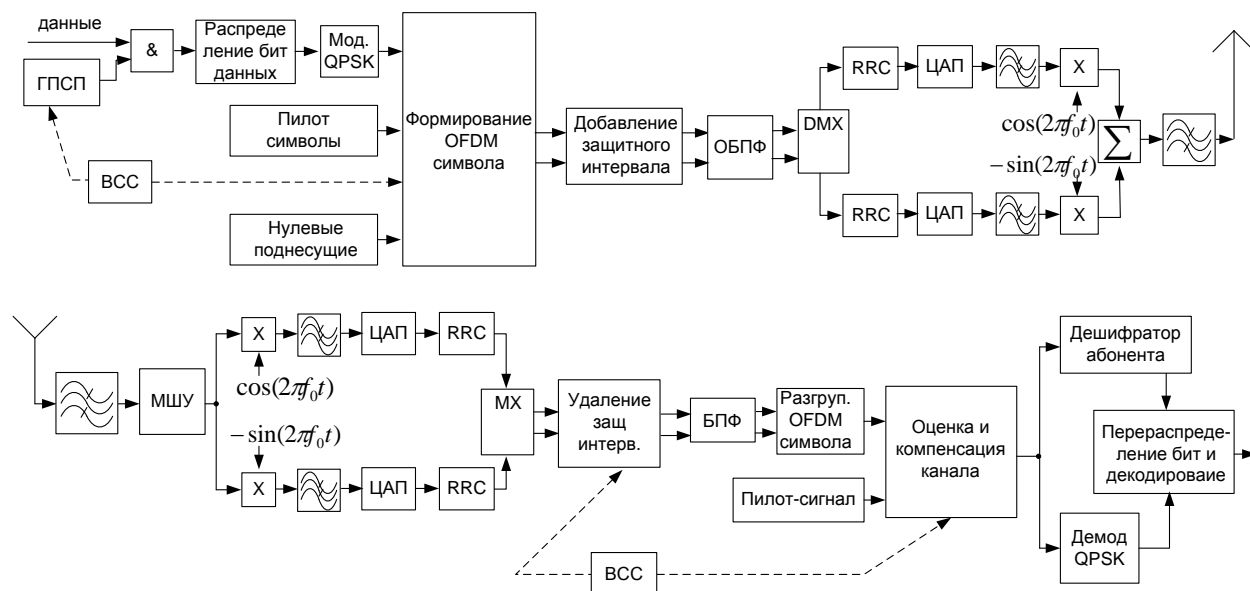 данные
&
Распреде
ление бит
данных
Мод.
QPSK
ГПСП
Пилот
символы
ВСС
Нулевые
поднесущие
Формирование
OFDM
символа
Добавление
защитного
интервала
ОБПФ
DMX
RRC
ЦАП
X
cos(2πf₀t)
Σ
−sin(2πf₀t)
RRC
ЦАП
X
МШУ
X
ЦАП
RRC
cos(2πf₀t)
−sin(2πf₀t)
X
ЦАП
RRC
MX
Удаление
защ
интерв.
БПФ
Разгруп.
OFDM
символа
Пилот-сигнал
Оценка и
компенсация
канала
ВСС
Дешифратор
абонента
Перераспреде-
ление бит и
декодироваие
Демод
QPSK